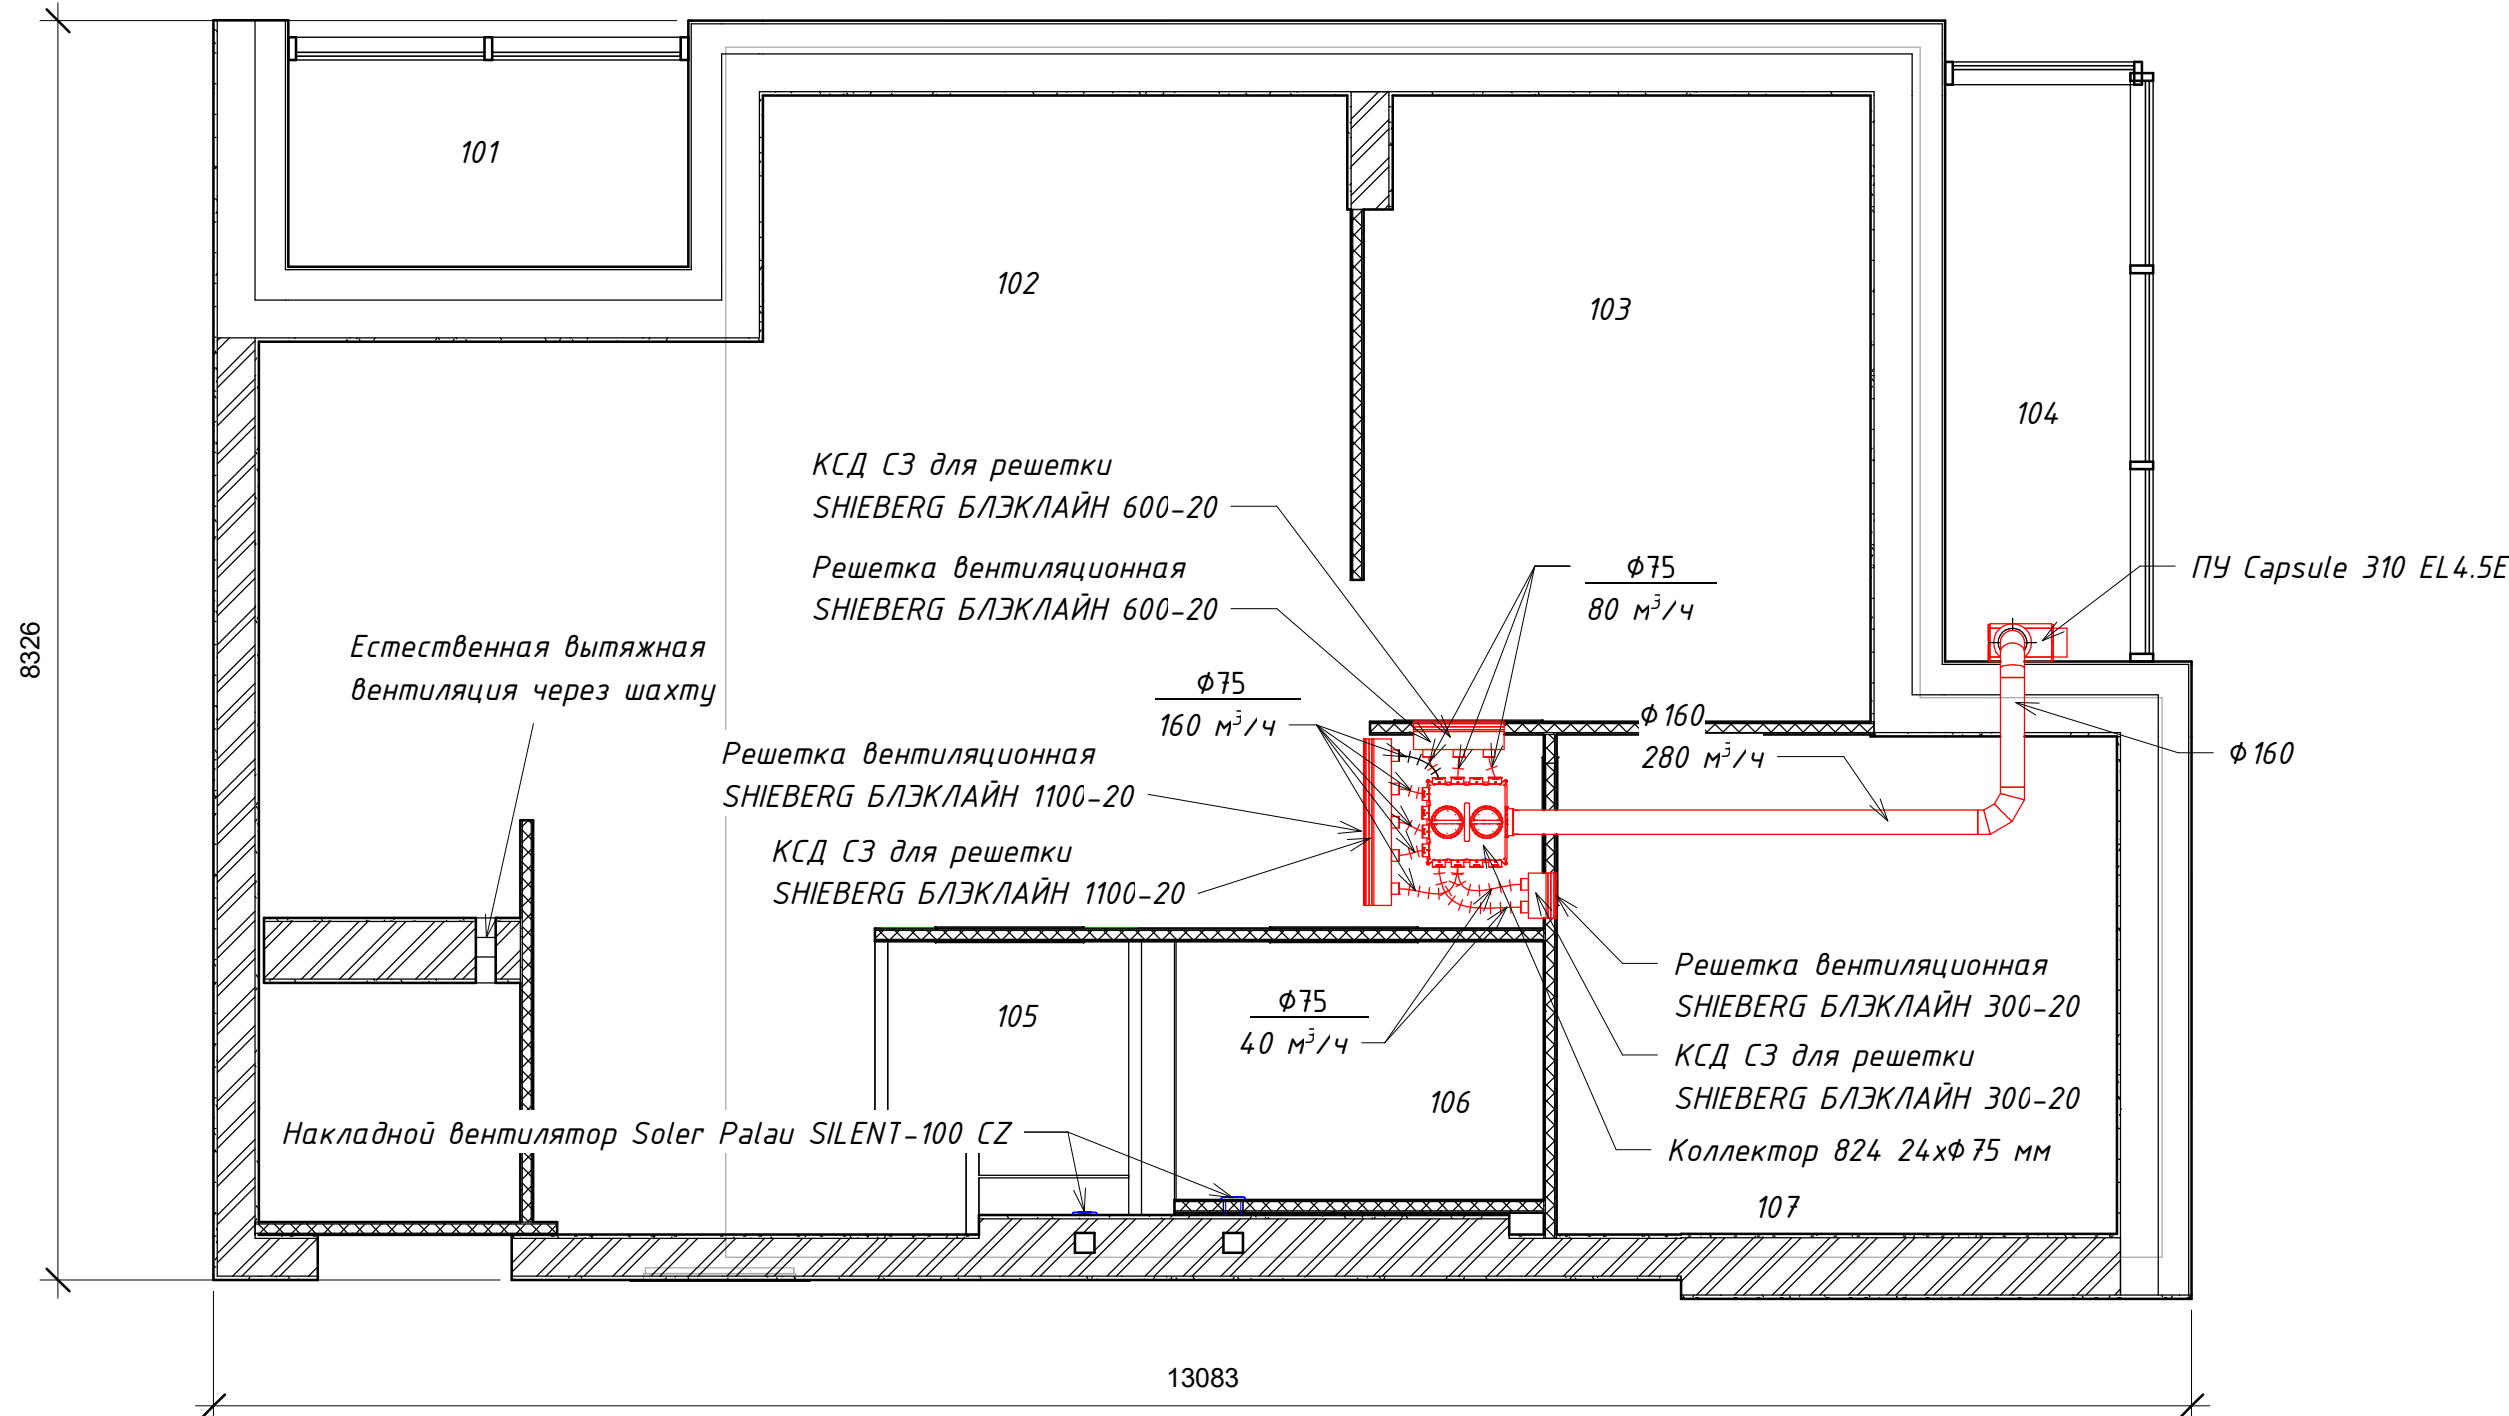 101
102
103
104
КСД СЗ для решетки
SHIEBERG БЛЭКЛАЙН 600-20
Решетка вентиляционная
SHIEBERG БЛЭКЛАЙН 600-20
Ф75
80 м³/ч
ПУ Capsule 310 EL4.5E
8326
Естественная вытяжная
вентиляция через шахту
Ф75
160 м³/ч
Ф160
280 м³/ч
Ф160
Решетка вентиляционная
SHIEBERG БЛЭКЛАЙН 1100-20
КСД СЗ для решетки
SHIEBERG БЛЭКЛАЙН 1100-20
Решетка вентиляционная
SHIEBERG БЛЭКЛАЙН 300-20
105
Ф75
40 м³/ч
КСД СЗ для решетки
SHIEBERG БЛЭКЛАЙН 300-20
106
Накладной вентилятор Soler Palau SILENT-100 CZ
Коллектор 824 24хФ75 мм
107
13083